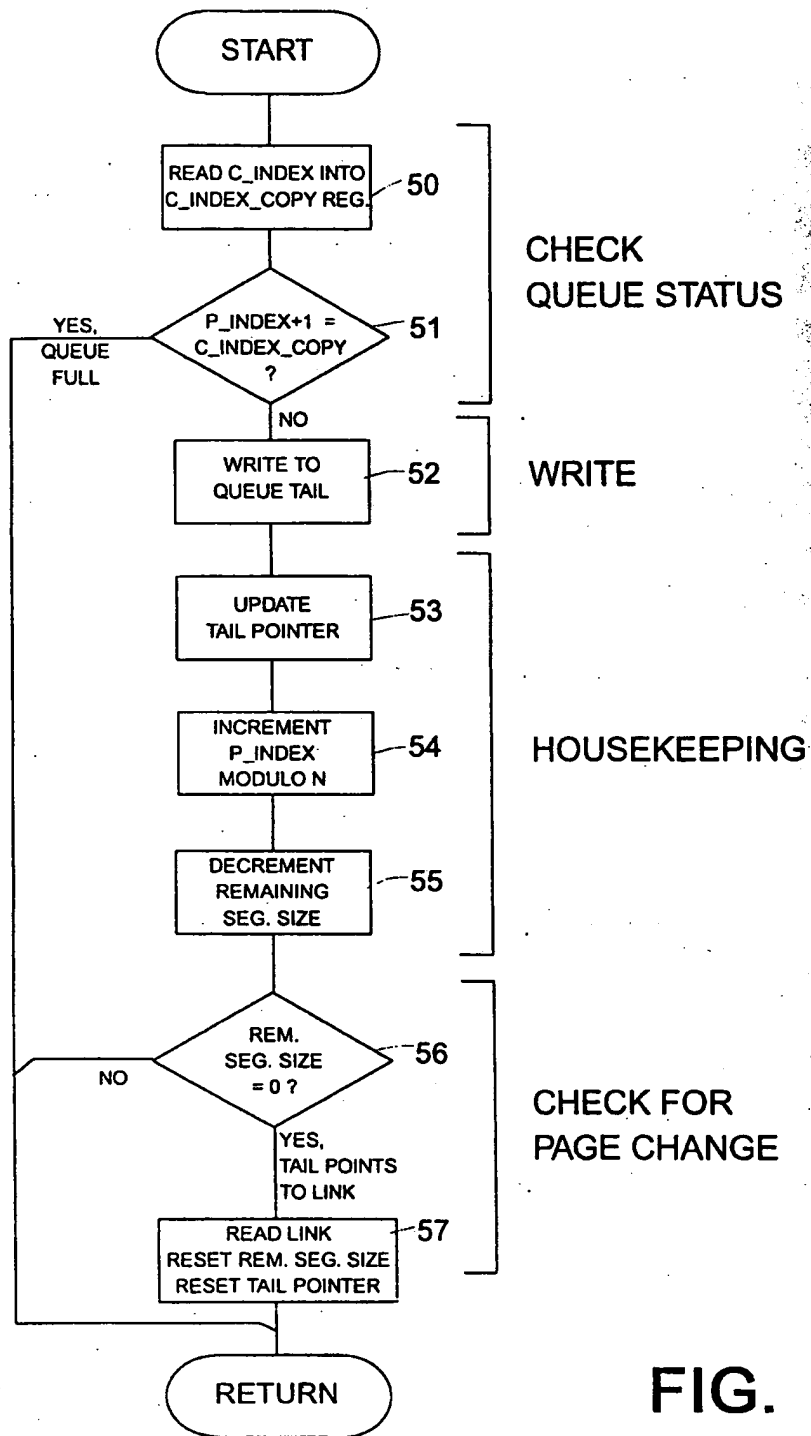 START
READ C_INDEX INTO
C_INDEX_COPY REG.
50
CHECK
QUEUE STATUS
P_INDEX+1 =
C_INDEX_COPY
?
51
YES,
QUEUE
FULL
NO
WRITE TO
QUEUE TAIL
52
WRITE
UPDATE
TAIL POINTER
53
INCREMENT
P_INDEX
MODULO N
54
HOUSEKEEPING
DECREMENT
REMAINING
SEG. SIZE
55
REM.
SEG. SIZE
= 0 ?
56
NO
YES,
TAIL POINTS
TO LINK
CHECK FOR
PAGE CHANGE
READ LINK
RESET REM. SEG. SIZE
RESET TAIL POINTER
57
RETURN
FIG.